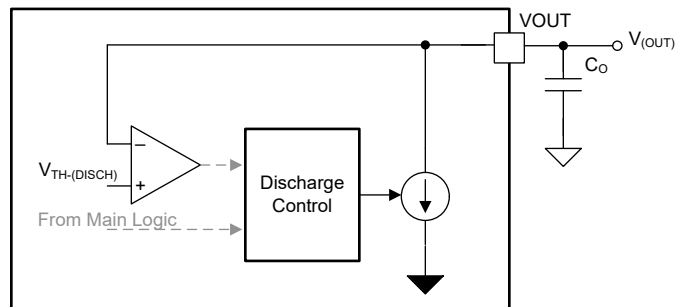 VOUT
V(OUT)
CO
−
VTH-(DISCH)
+
Discharge
Control
From Main Logic